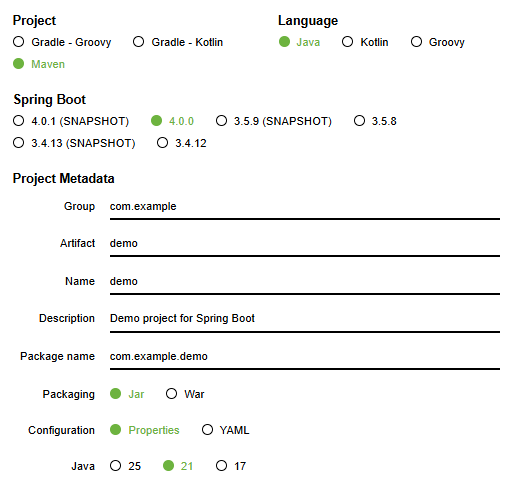 Project
Language
Gradle - Groovy Gradle - Kotlin
Java Kotlin Groovy
Maven
Spring Boot
4.0.1 (SNAPSHOT) 4.0.0 3.5.9 (SNAPSHOT) 3.5.8
3.4.13 (SNAPSHOT) 3.4.12
Project Metadata
Group com.example
Artifact demo
Name demo
Description Demo project for Spring Boot
Package name com.example.demo
Packaging Jar War
Configuration Properties YAML
Java 25 21 17